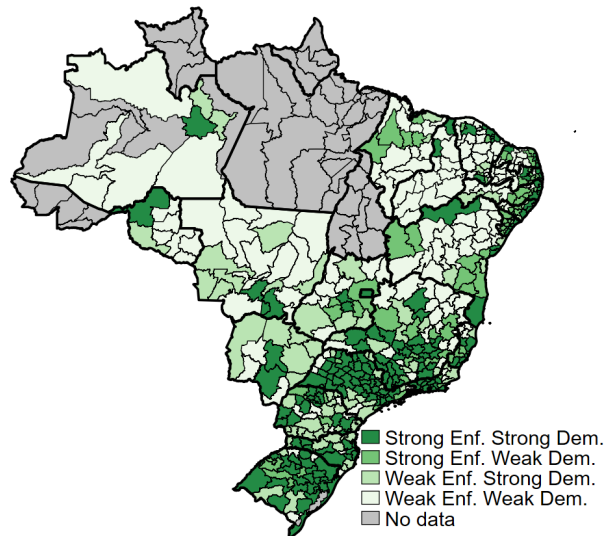 Strong Enf. Strong Dem.
Strong Enf. Weak Dem.
Weak Enf. Strong Dem.
Weak Enf. Weak Dem.
No data